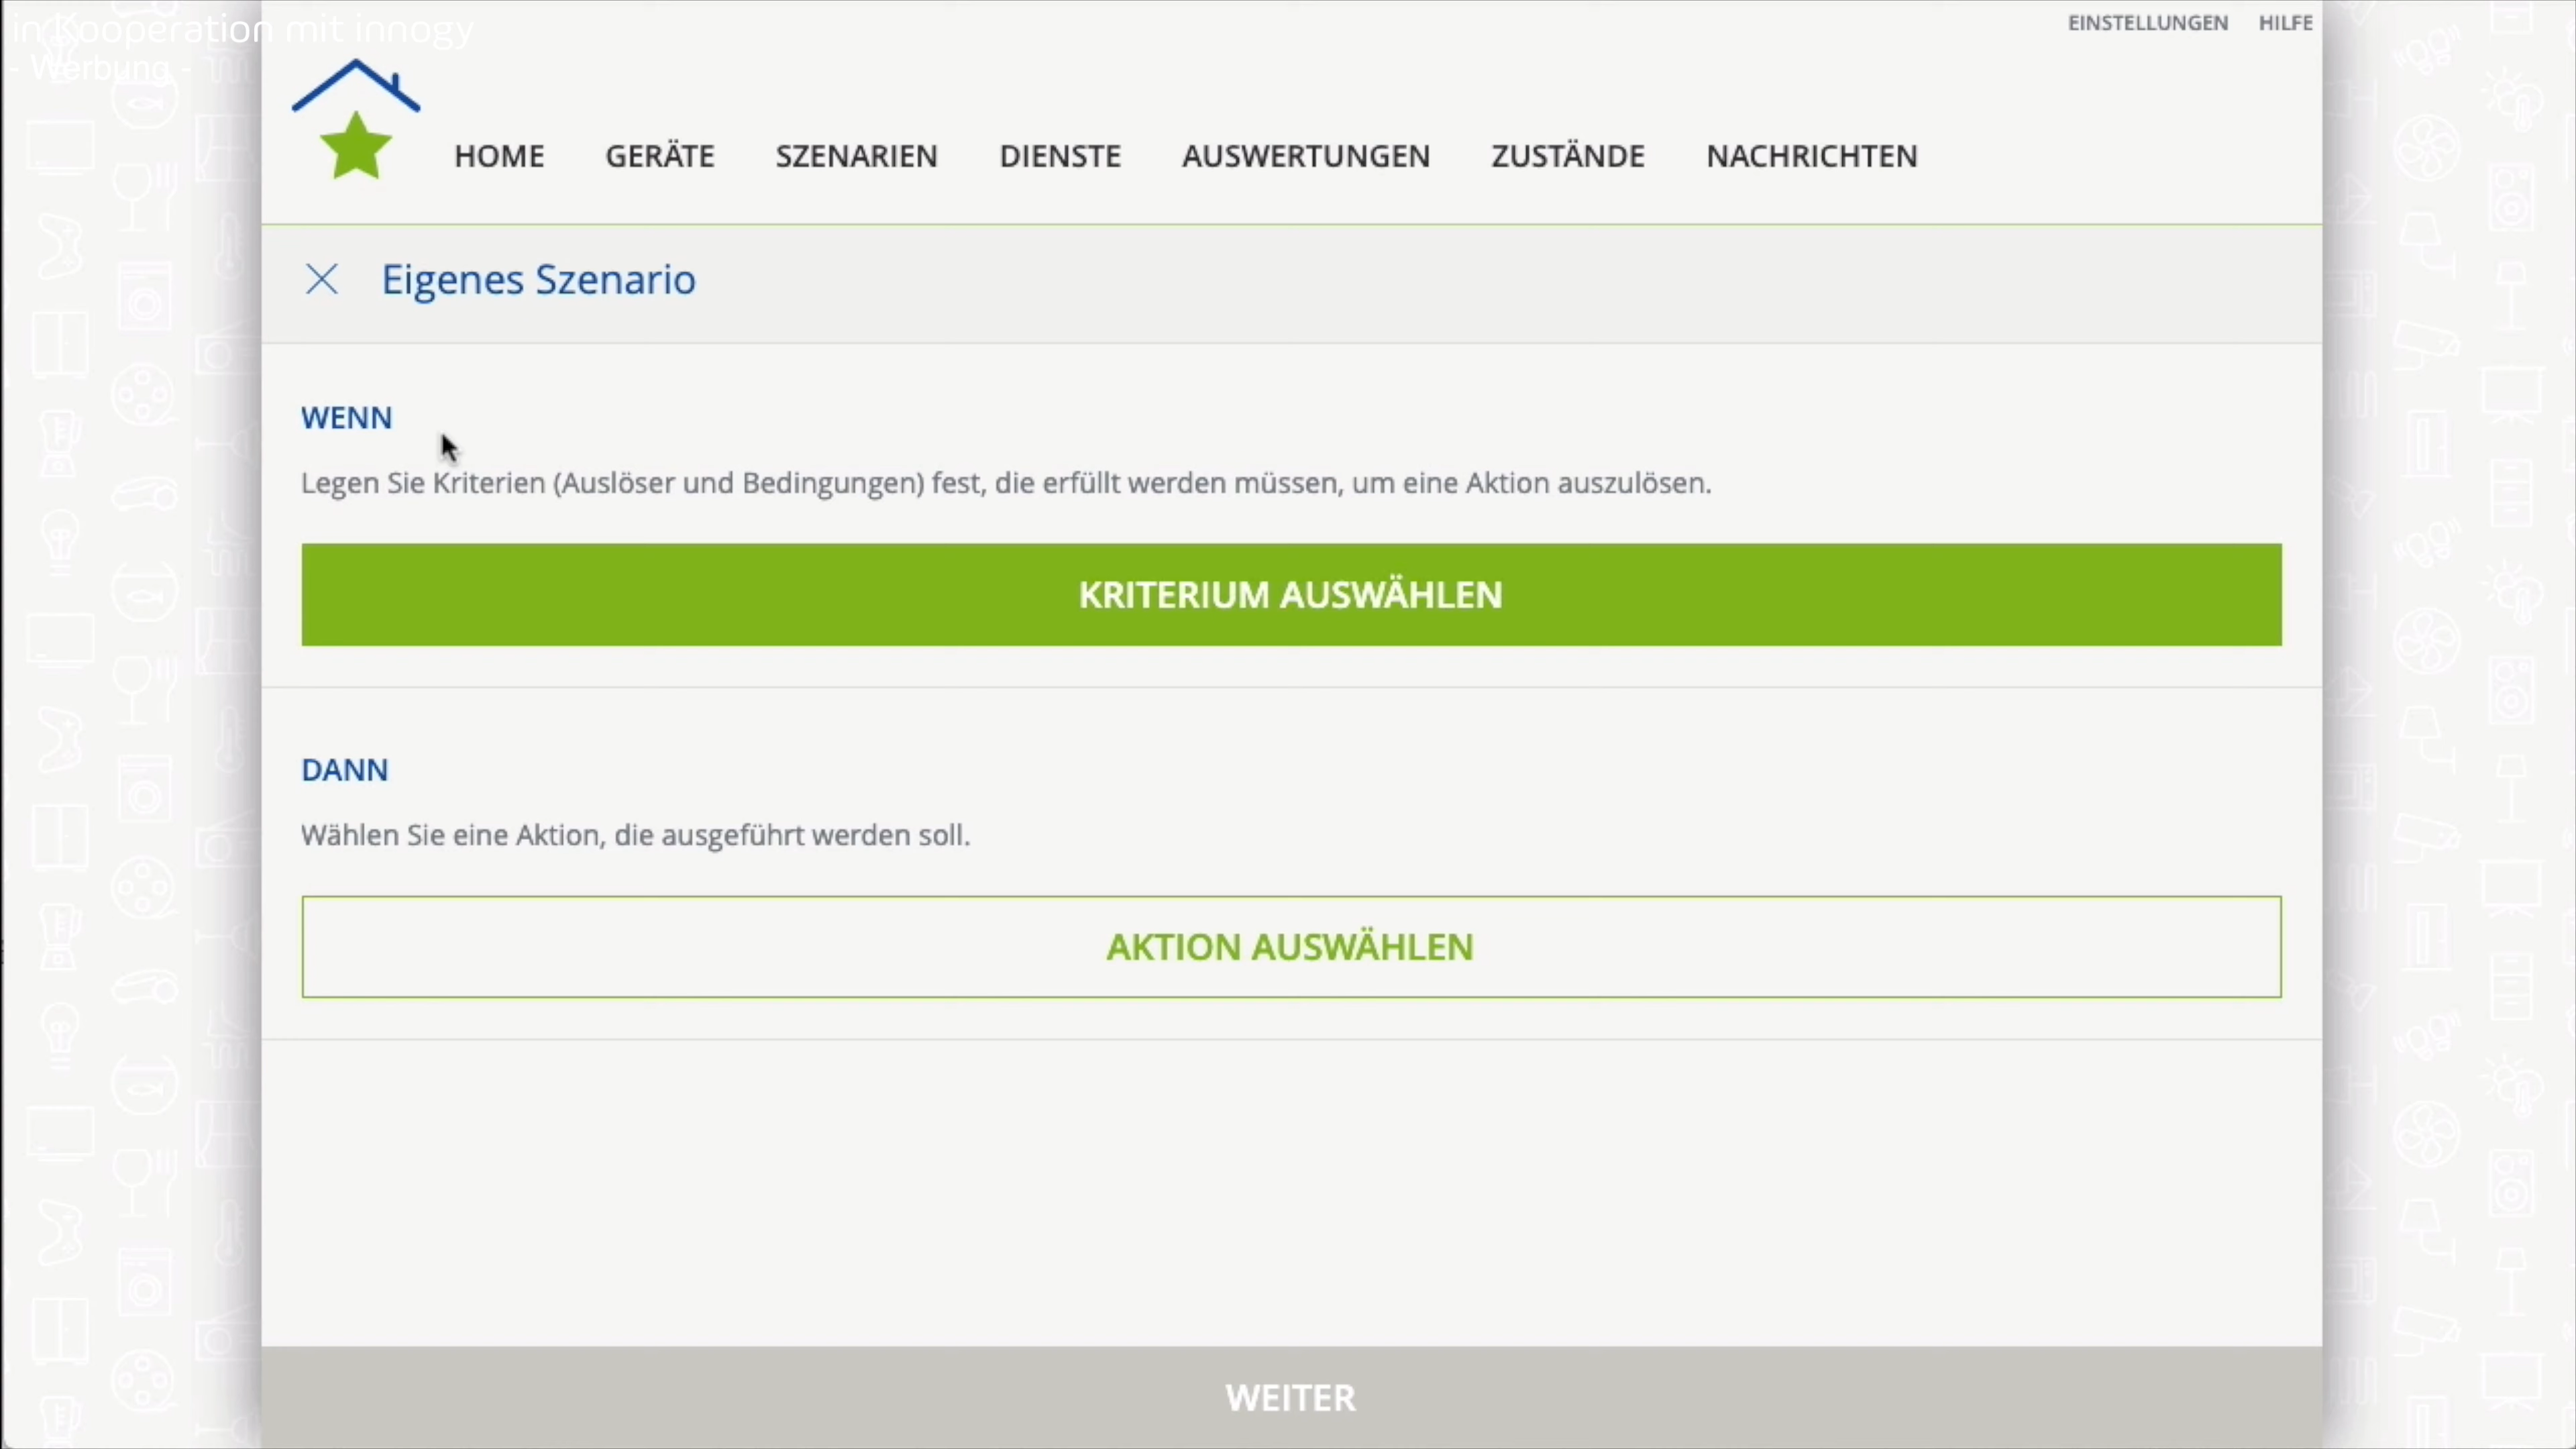 in Kooperation mit innogy
- Werbung -
EINSTELLUNGEN HILFE
HOME GERÄTE SZENARIEN DIENSTE AUSWERTUNGEN ZUSTÄNDE NACHRICHTEN
Eigenes Szenario
WENN
Legen Sie Kriterien (Auslöser und Bedingungen) fest, die erfüllt werden müssen, um eine Aktion auszulösen.
KRITERIUM AUSWÄHLEN
DANN
Wählen Sie eine Aktion, die ausgeführt werden soll.
AKTION AUSWÄHLEN
WEITER